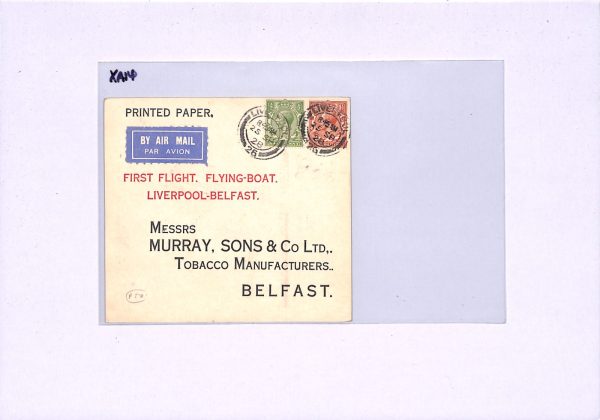 XA14
PRINTED PAPER,
BY AIR MAIL
PAR AVION
FIRST FLIGHT. FLYING-BOAT.
LIVERPOOL-BELFAST.
MESSRS
MURRAY, SONS & Co LTD,.
TOBACCO MANUFACTURERS..
BELFAST.